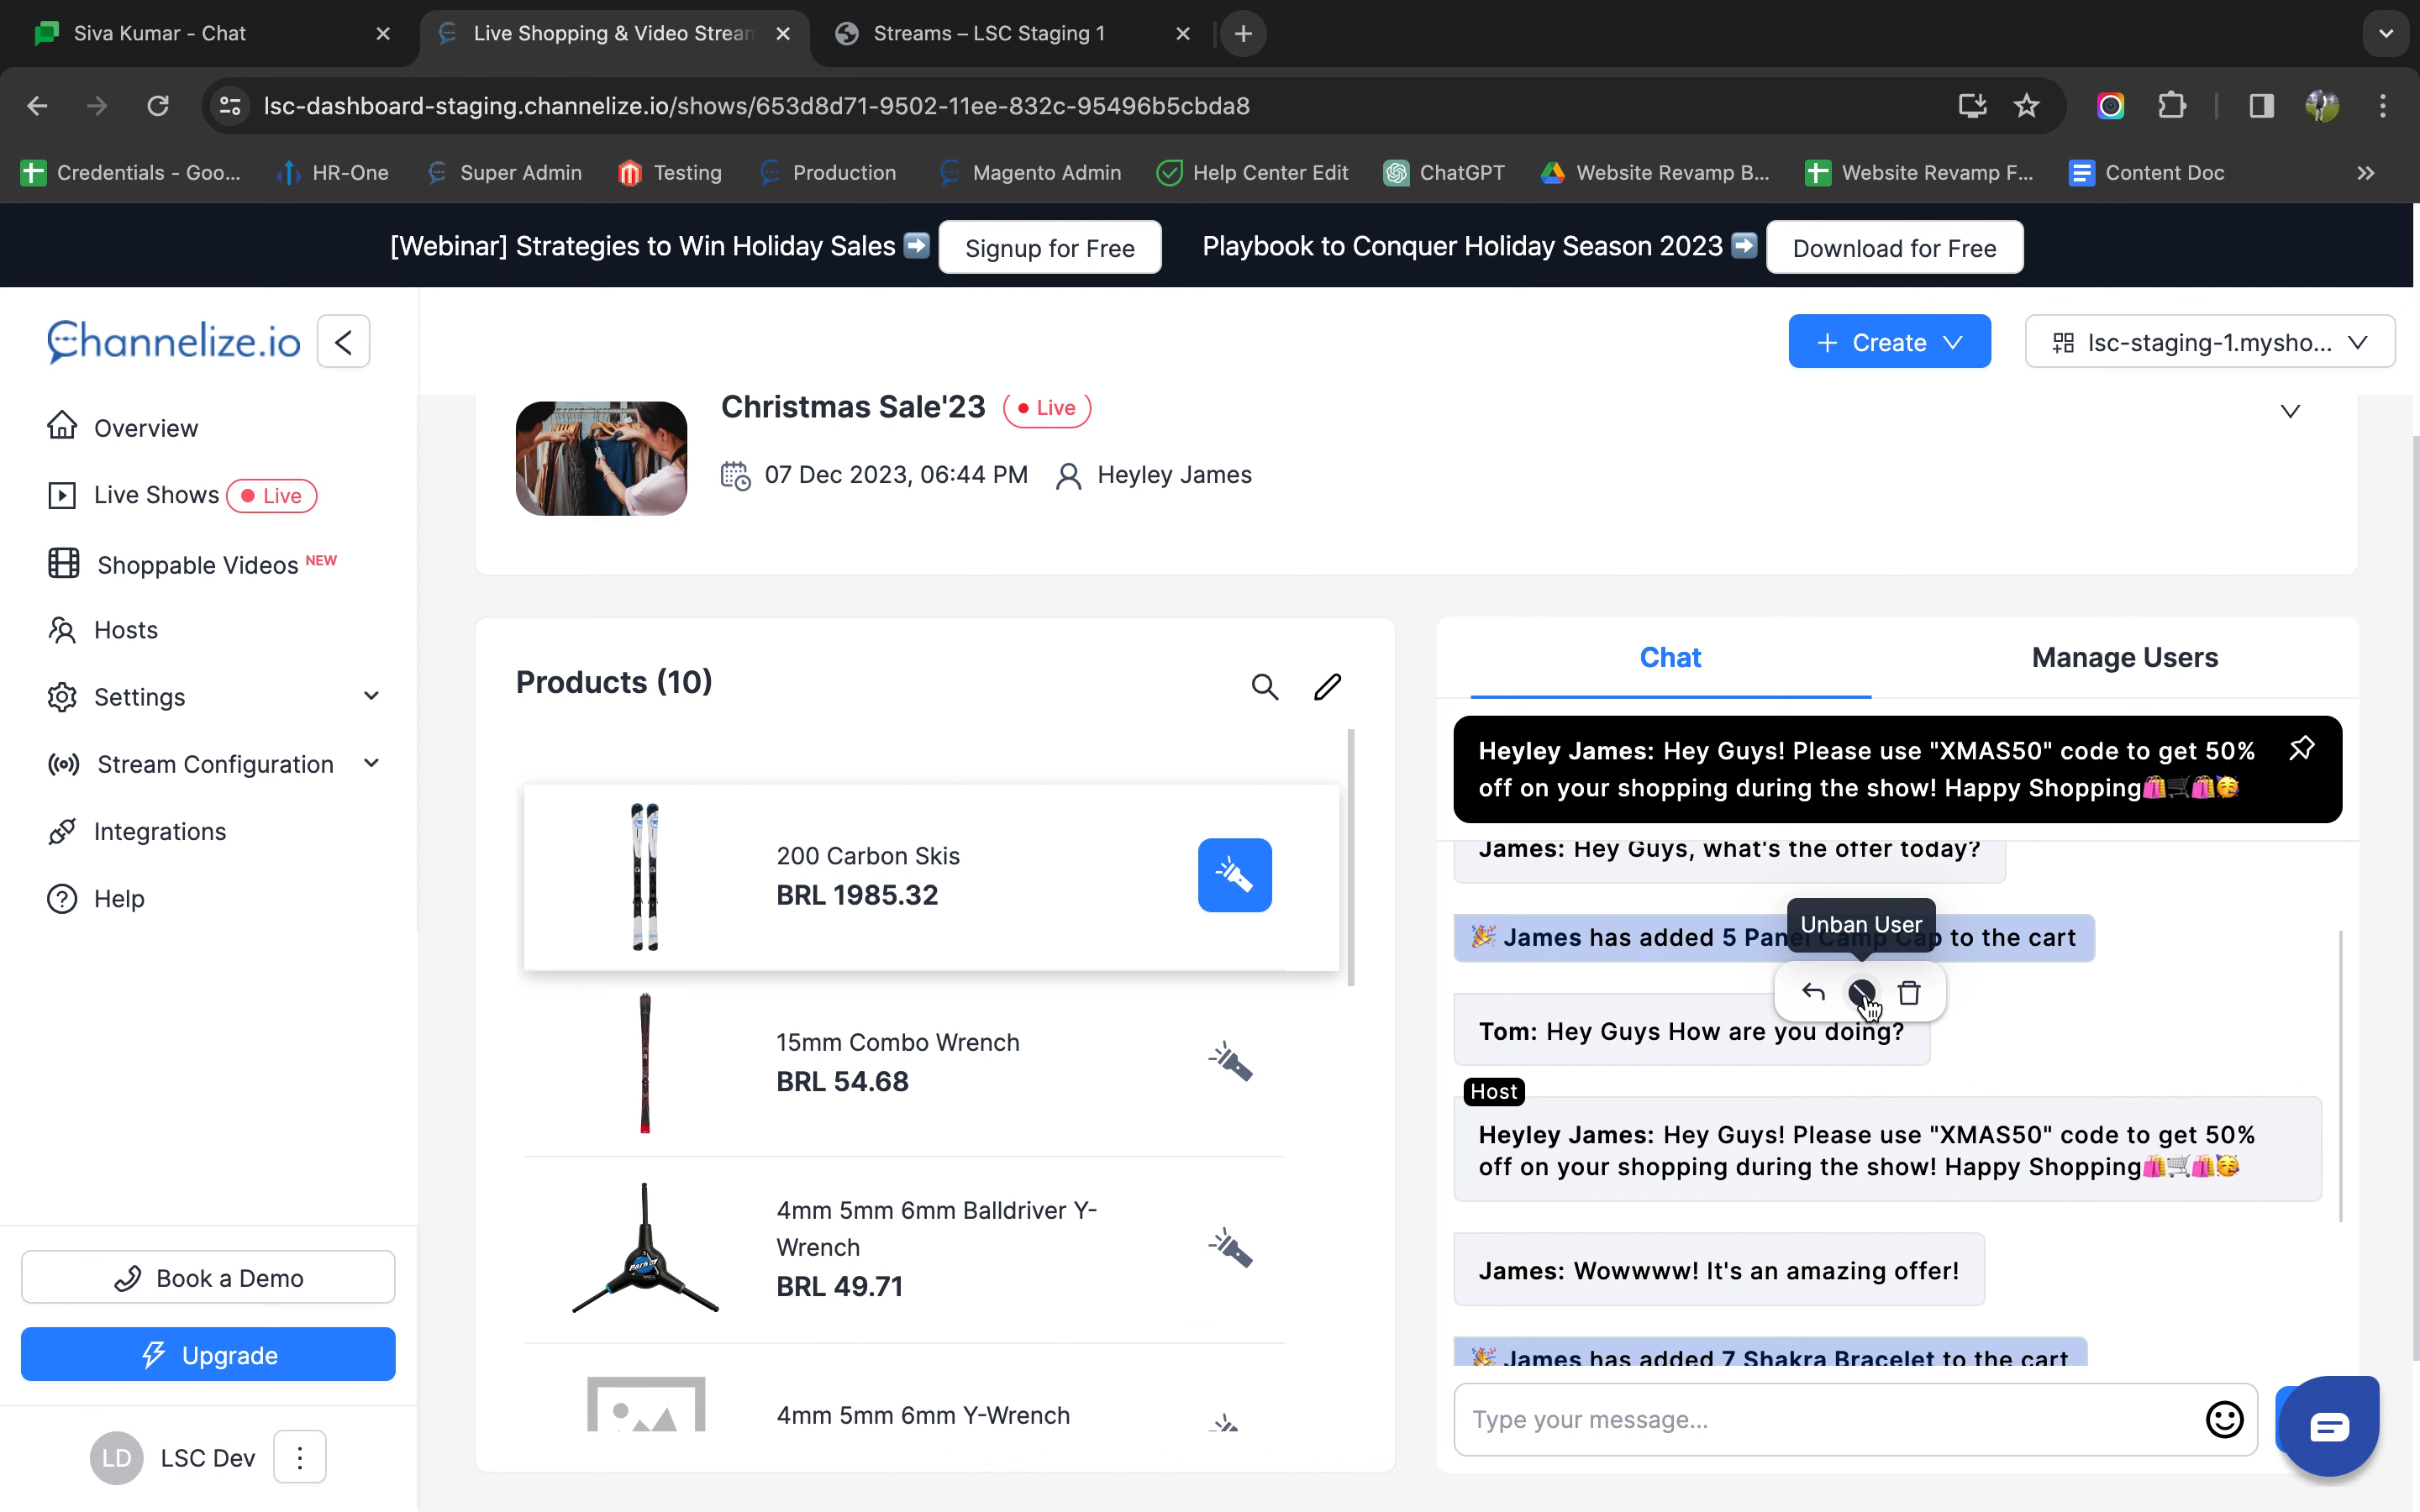 Siva Kumar - Chat
Live Shopping & Video Strean
Streams – LSC Staging 1
lsc-dashboard-staging.channelize.io/shows/653d8d71-9502-11ee-832c-95496b5cbda8
Credentials - Goo...
HR-One
Super Admin
Testing
Production
Magento Admin
Help Center Edit
ChatGPT
Website Revamp B...
Website Revamp F...
Content Doc
[Webinar] Strategies to Win Holiday Sales ➡️
Signup for Free
Playbook to Conquer Holiday Season 2023 ➡️
Download for Free
Channelize.io
+ Create
lsc-staging-1.mysho...
Overview
Live Shows
Live
Shoppable Videos NEW
Hosts
Settings
Stream Configuration
Integrations
Help
Book a Demo
Upgrade
LD
LSC Dev
Christmas Sale'23
Live
07 Dec 2023, 06:44 PM
Heyley James
Products (10)
200 Carbon Skis
BRL 1985.32
15mm Combo Wrench
BRL 54.68
4mm 5mm 6mm Balldriver Y-
Wrench
BRL 49.71
4mm 5mm 6mm Y-Wrench
Chat
Manage Users
Heyley James: Hey Guys! Please use "XMAS50" code to get 50%
off on your shopping during the show! Happy Shopping🛍️🛒🛍️🥳
James: Hey Guys, what's the offer today?
Unban User
🎉 James has added 5 Panel Camp Cap to the cart
Tom: Hey Guys How are you doing?
Host
Heyley James: Hey Guys! Please use "XMAS50" code to get 50%
off on your shopping during the show! Happy Shopping🛍️🛒🛍️🥳
James: Wowwww! It's an amazing offer!
🎉 James has added 7 Shakra Bracelet to the cart
Type your message...